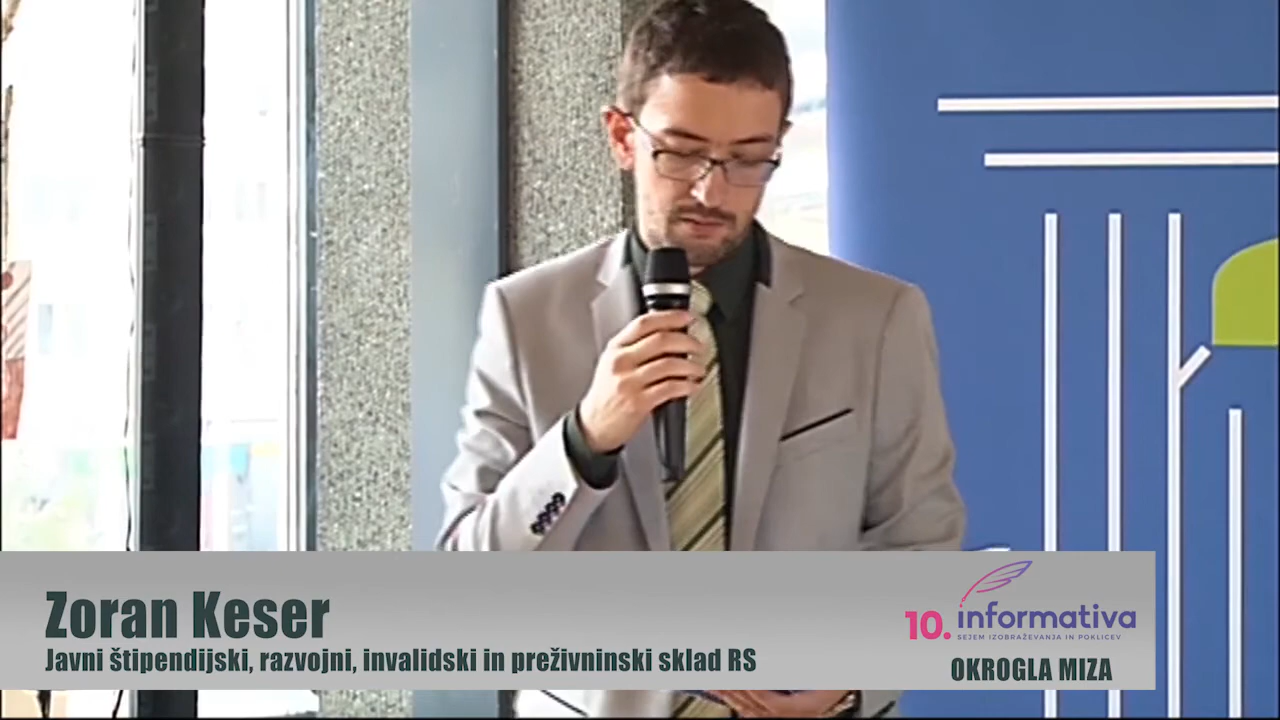 Zoran Keser
Javni štipendijski, razvojni, invalidski in preživninski sklad RS
10. informativa
SEJEM IZOBRAŽEVANJA IN POKLICEV
OKROGLA MIZA